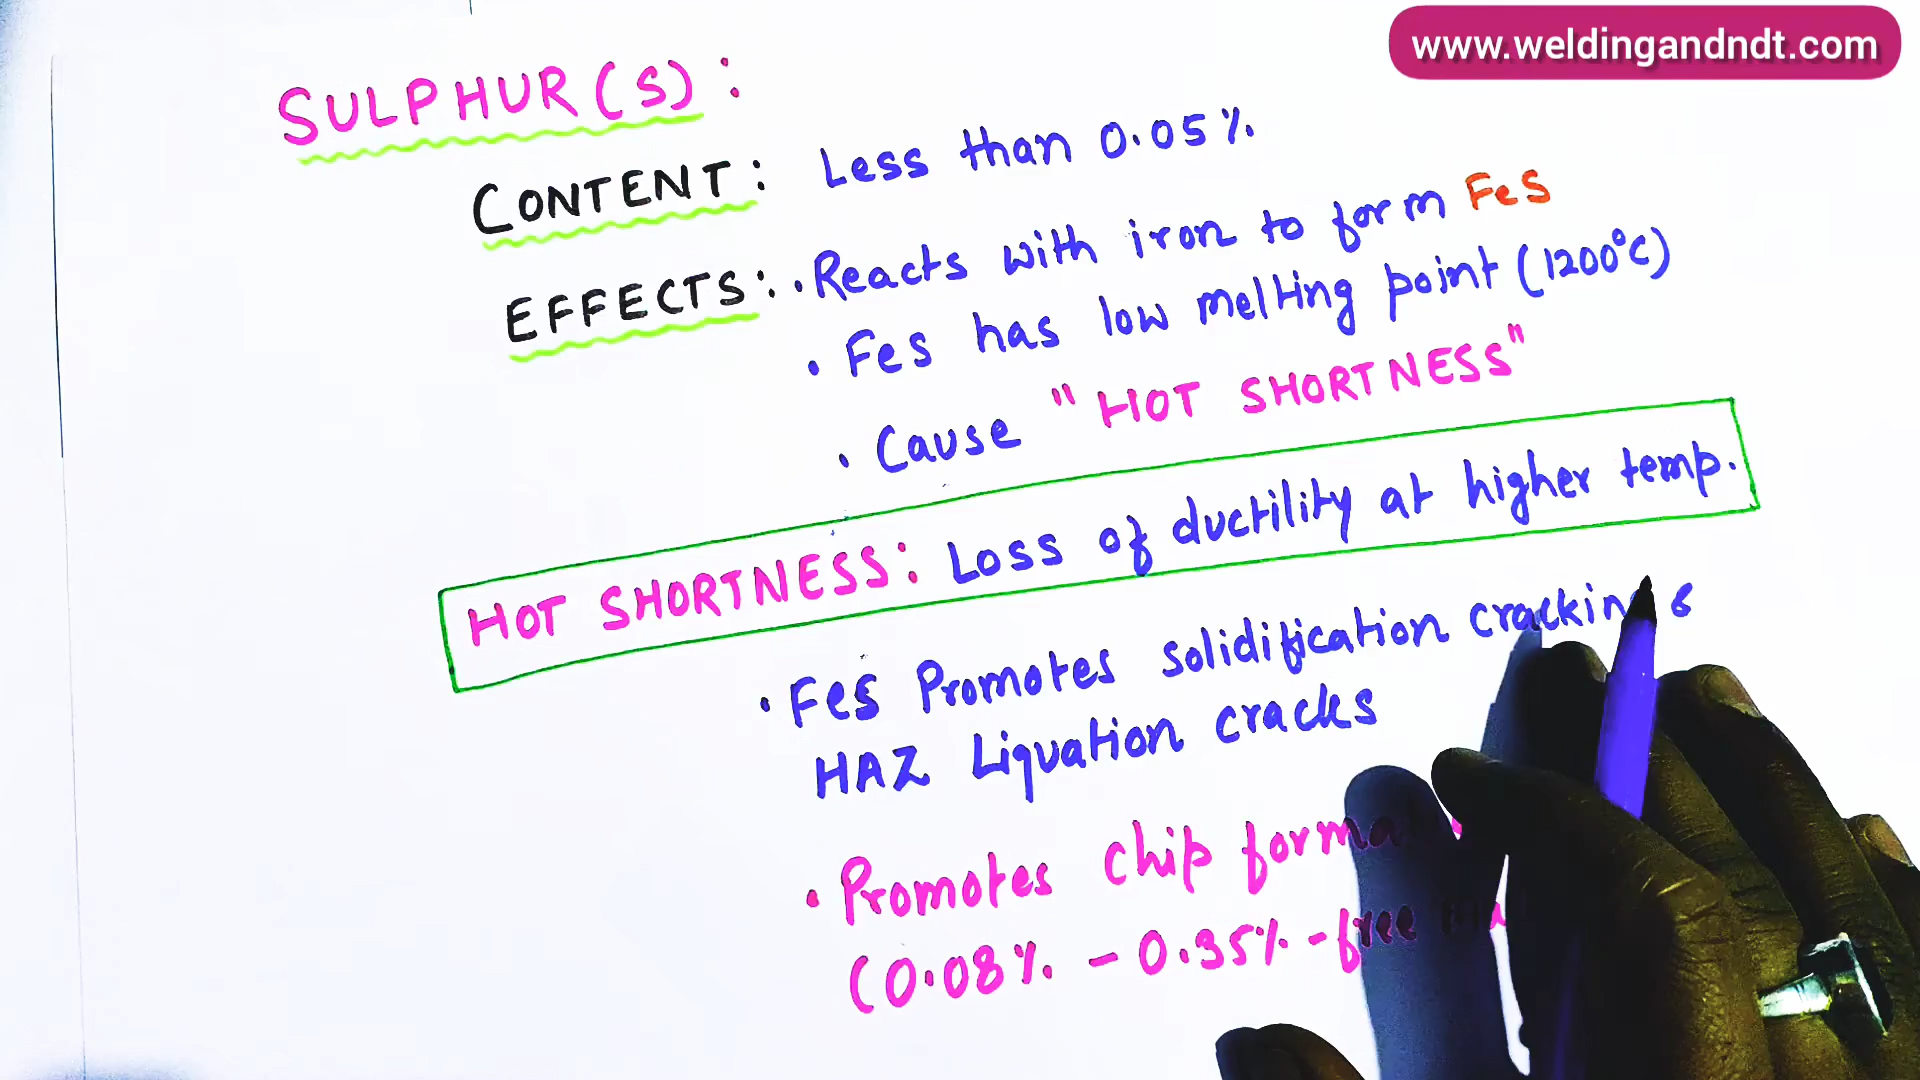 www.weldingandndt.com
SULPHUR(S):
CONTENT: Less than 0.05%
EFFECTS: • Reacts with iron to form FeS
• FeS has low melting point (1200°C)
• Cause "HOT SHORTNESS"
HOT SHORTNESS: Loss of ductility at higher temp.
• FeS Promotes solidification &
HAZ Liquation cracks
• Promotes chip
(0.08% - 0.35% - free